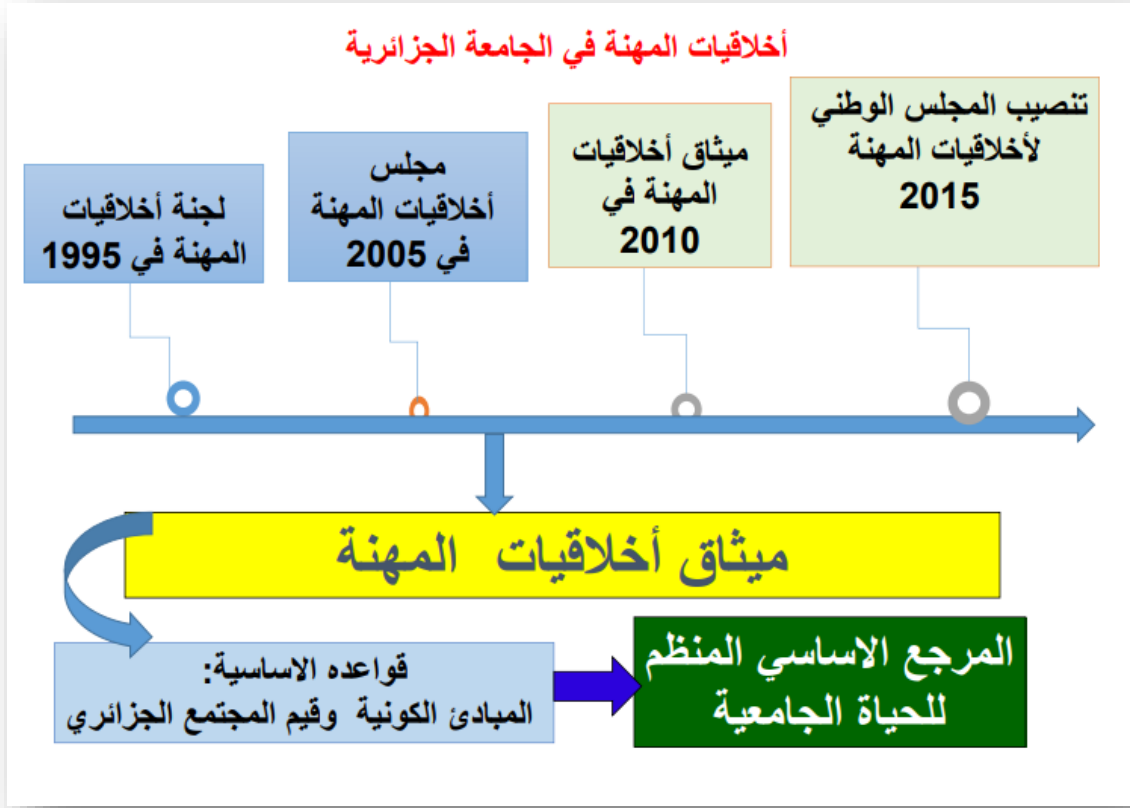 أخلاقيات المهنة في الجامعة الجزائرية
لجنة أخلاقيات
المهنة في 1995
مجلس
أخلاقيات المهنة
في 2005
ميثاق أخلاقيات
المهنة في
2010
تنصيب المجلس الوطني
لأخلاقيات المهنة
2015
ميثاق أخلاقيات المهنة
قواعده الاساسية:
المبادئ الكونية وقيم المجتمع الجزائري
المرجع الاساسي المنظم
للحياة الجامعية